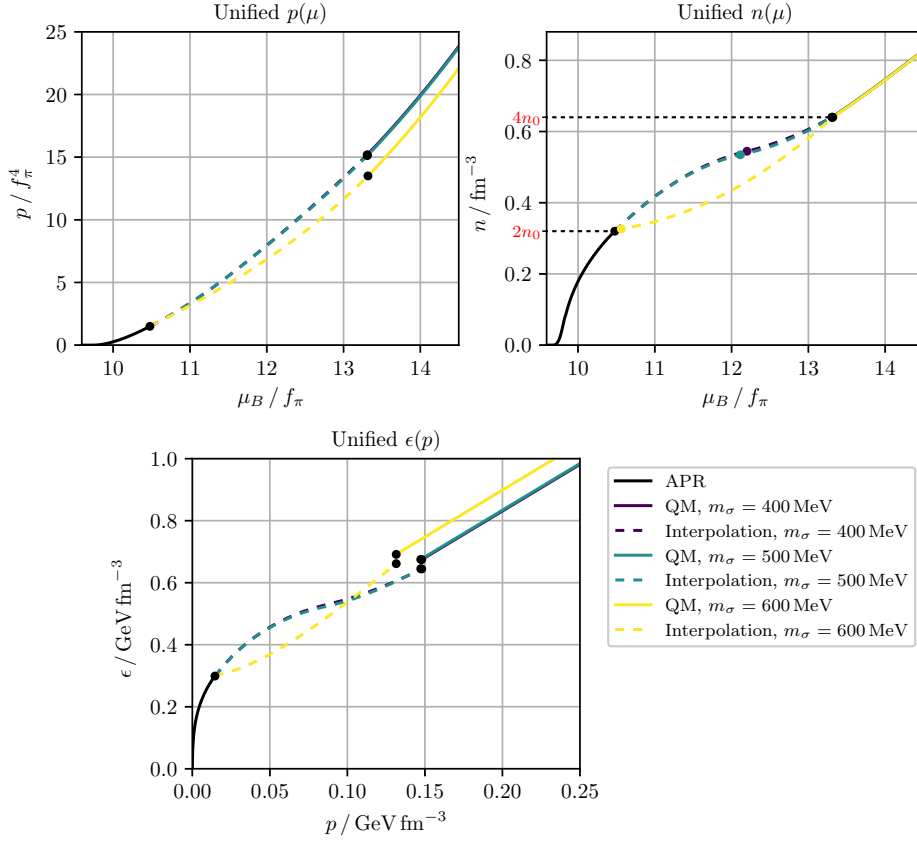 Unified p(μ)
25
20
15
10
5
0
p / f_π^4
10 11 12 13 14
μ_B / f_π
Unified n(μ)
0.8
4n_0
0.6
0.4
2n_0
0.2
0.0
n / fm^{−3}
10 11 12 13 14
μ_B / f_π
Unified ϵ(p)
1.0
0.8
0.6
0.4
0.2
0.0
ϵ / GeV fm^{−3}
0.00 0.05 0.10 0.15 0.20 0.25
p / GeV fm^{−3}
APR
QM, m_σ = 400 MeV
Interpolation, m_σ = 400 MeV
QM, m_σ = 500 MeV
Interpolation, m_σ = 500 MeV
QM, m_σ = 600 MeV
Interpolation, m_σ = 600 MeV